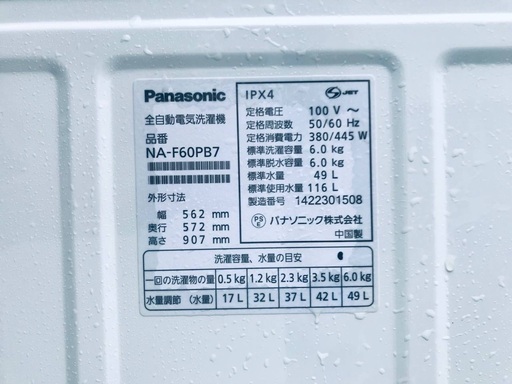 Panasonic
全自動電気洗濯機
品番
NA-F60PB7
外形寸法
幅 562 mm
奥行 572 mm
高さ 907 mm
IPX4
JET
定格電圧 100 V ～
定格周波数 50/60 Hz
定格消費電力 380/445 W
標準洗濯容量 6.0 kg
標準脱水容量 6.0 kg
標準水量 49 L
標準使用水量 116 L
製造番号 1422301508
PS E パナソニック株式会社
中国製
洗濯容量、水量の目安
一回の洗濯物の量 0.5 kg 1.2 kg 2.3 kg 3.5 kg 6.0 kg
水量調節 （水量） 17 L 32 L 37 L 42 L 49 L